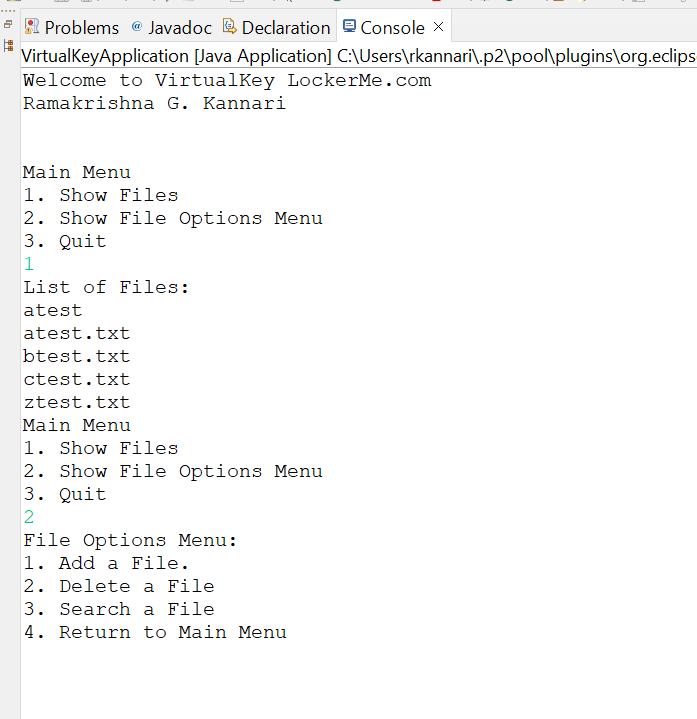 Problems @ Javadoc Declaration Console
VirtualKeyApplication [Java Application] C:\Users\rkannari\.p2\pool\plugins\org.eclips
Welcome to VirtualKey LockerMe.com
Ramakrishna G. Kannari
Main Menu
1. Show Files
2. Show File Options Menu
3. Quit
1
List of Files:
atest
atest.txt
btest.txt
ctest.txt
ztest.txt
Main Menu
1. Show Files
2. Show File Options Menu
3. Quit
2
File Options Menu:
1. Add a File.
2. Delete a File
3. Search a File
4. Return to Main Menu